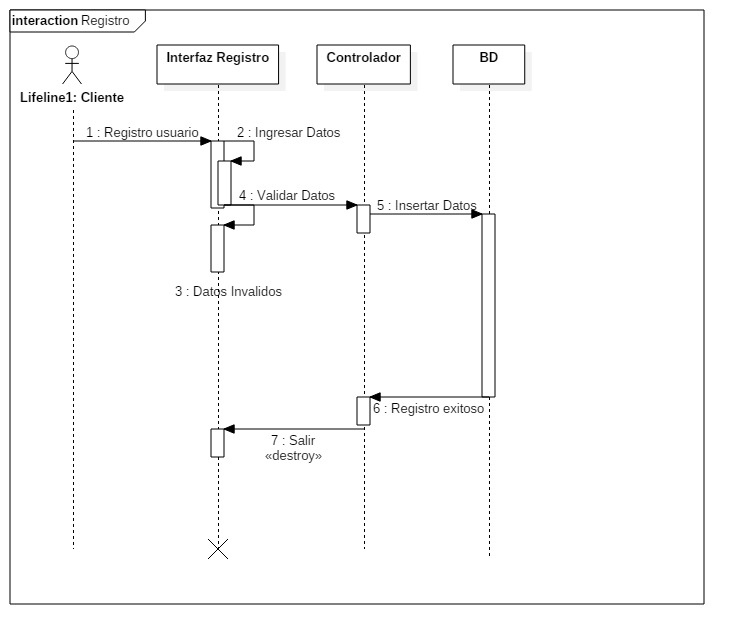 interaction Registro
Interfaz Registro
Controlador
BD
Lifeline1: Cliente
1 : Registro usuario
2 : Ingresar Datos
4 : Validar Datos
5 : Insertar Datos
3 : Datos Invalidos
6 : Registro exitoso
7 : Salir
«destroy»